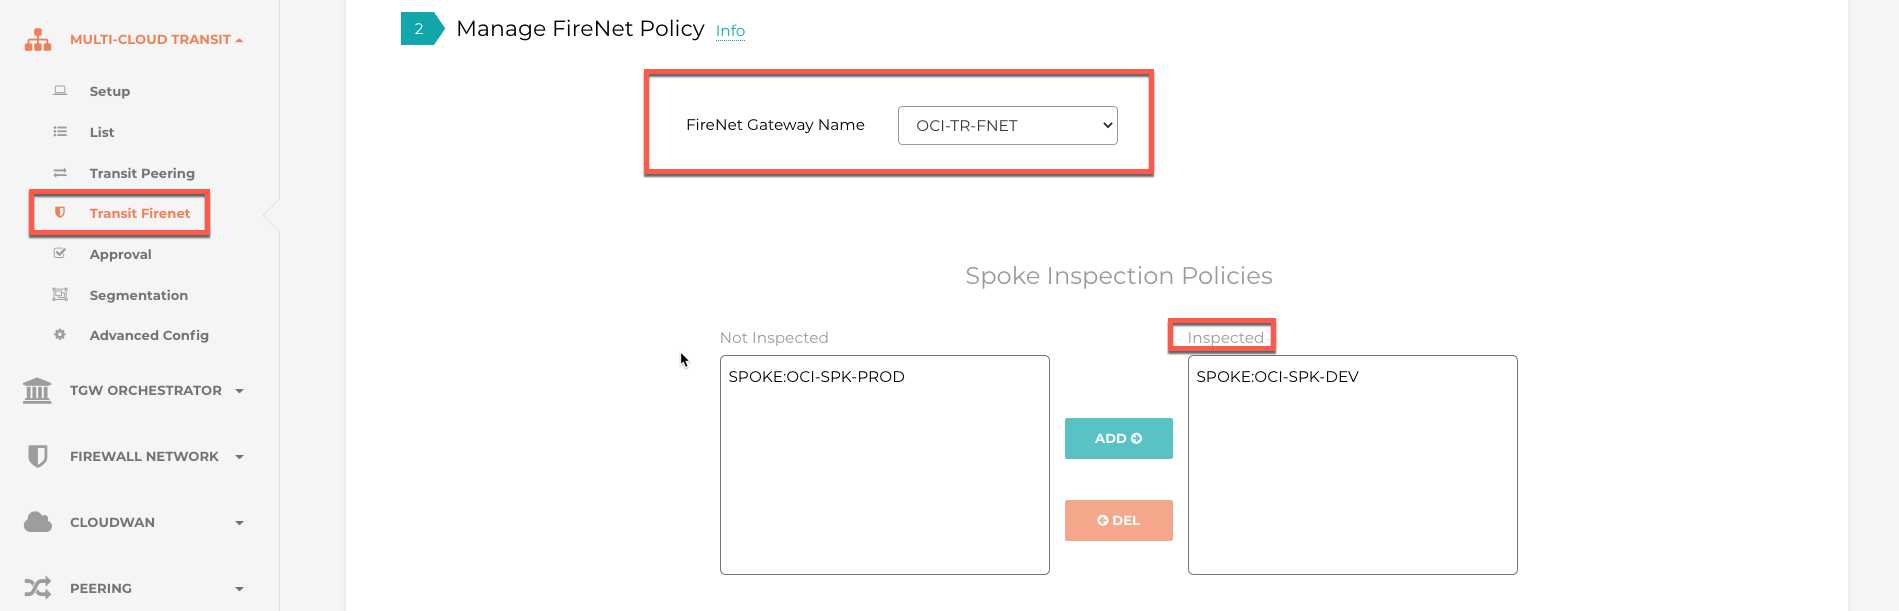 MULTI-CLOUD TRANSIT
Setup
List
Transit Peering
Transit Firenet
Approval
Segmentation
Advanced Config
TGW ORCHESTRATOR
FIREWALL NETWORK
CLOUDWAN
PEERING
2 Manage FireNet Policy Info
FireNet Gateway Name OCI-TR-FNET
Spoke Inspection Policies
Not Inspected
SPOKE:OCI-SPK-PROD
ADD
DEL
Inspected
SPOKE:OCI-SPK-DEV